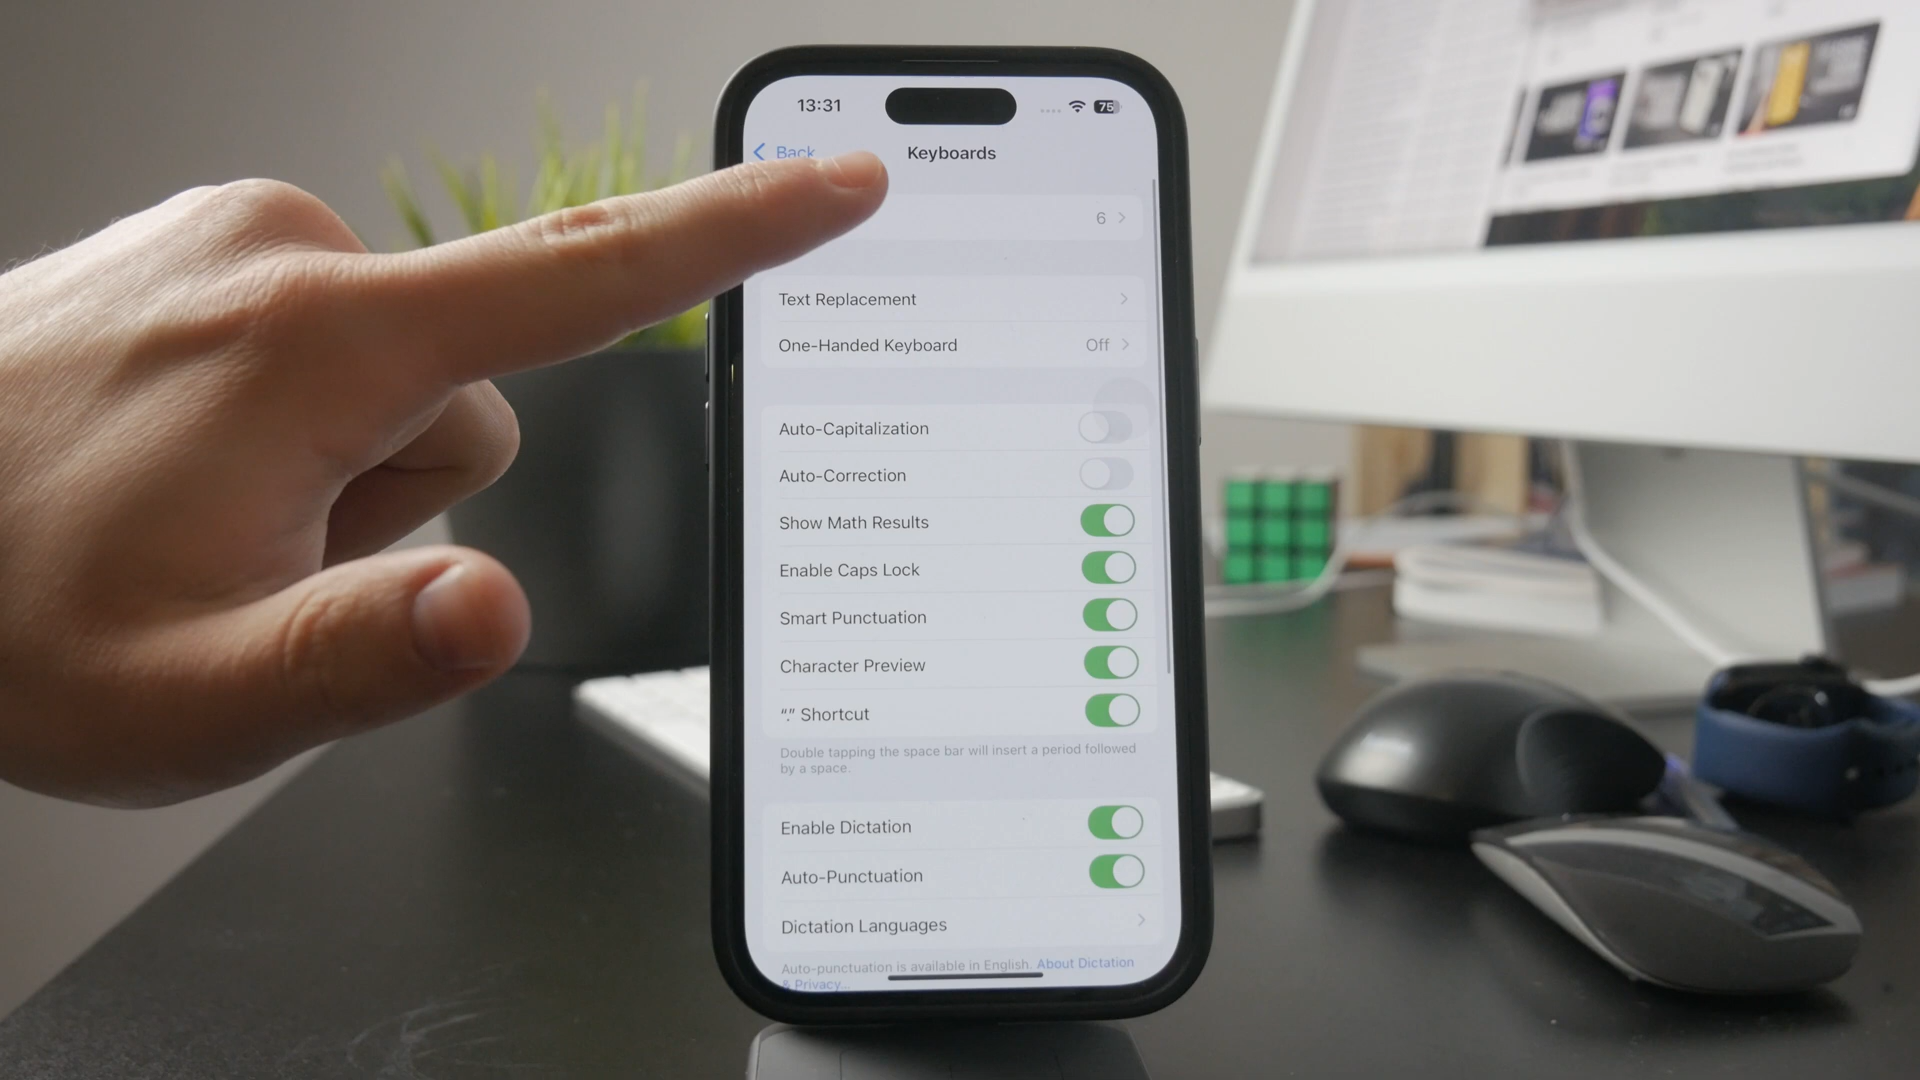 13:31
75
Back
Keyboards
6
Text Replacement
One-Handed Keyboard
Off
Auto-Capitalization
Auto-Correction
Show Math Results
Enable Caps Lock
Smart Punctuation
Character Preview
“.” Shortcut
Double tapping the space bar will insert a period followed
by a space.
Enable Dictation
Auto-Punctuation
Dictation Languages
Auto-punctuation is available in English. About Dictation
& Privacy...